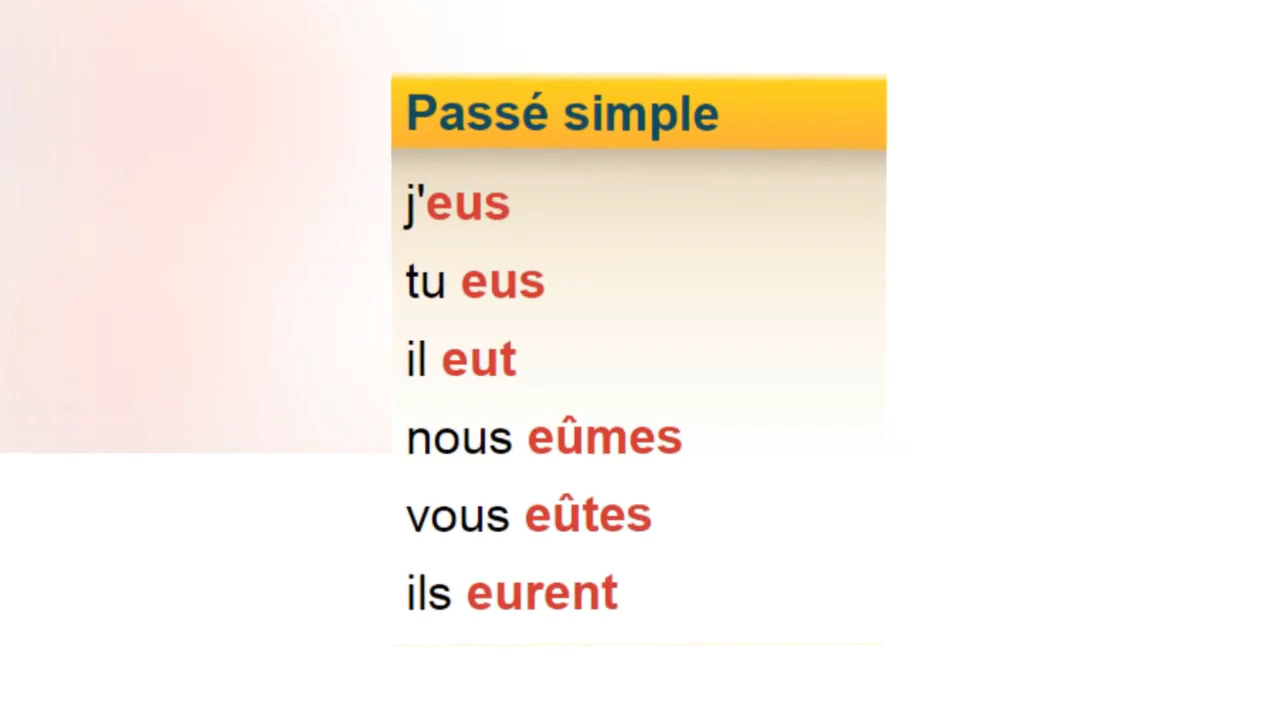 Passé simple
j'eus
tu eus
il eut
nous eûmes
vous eûtes
ils eurent